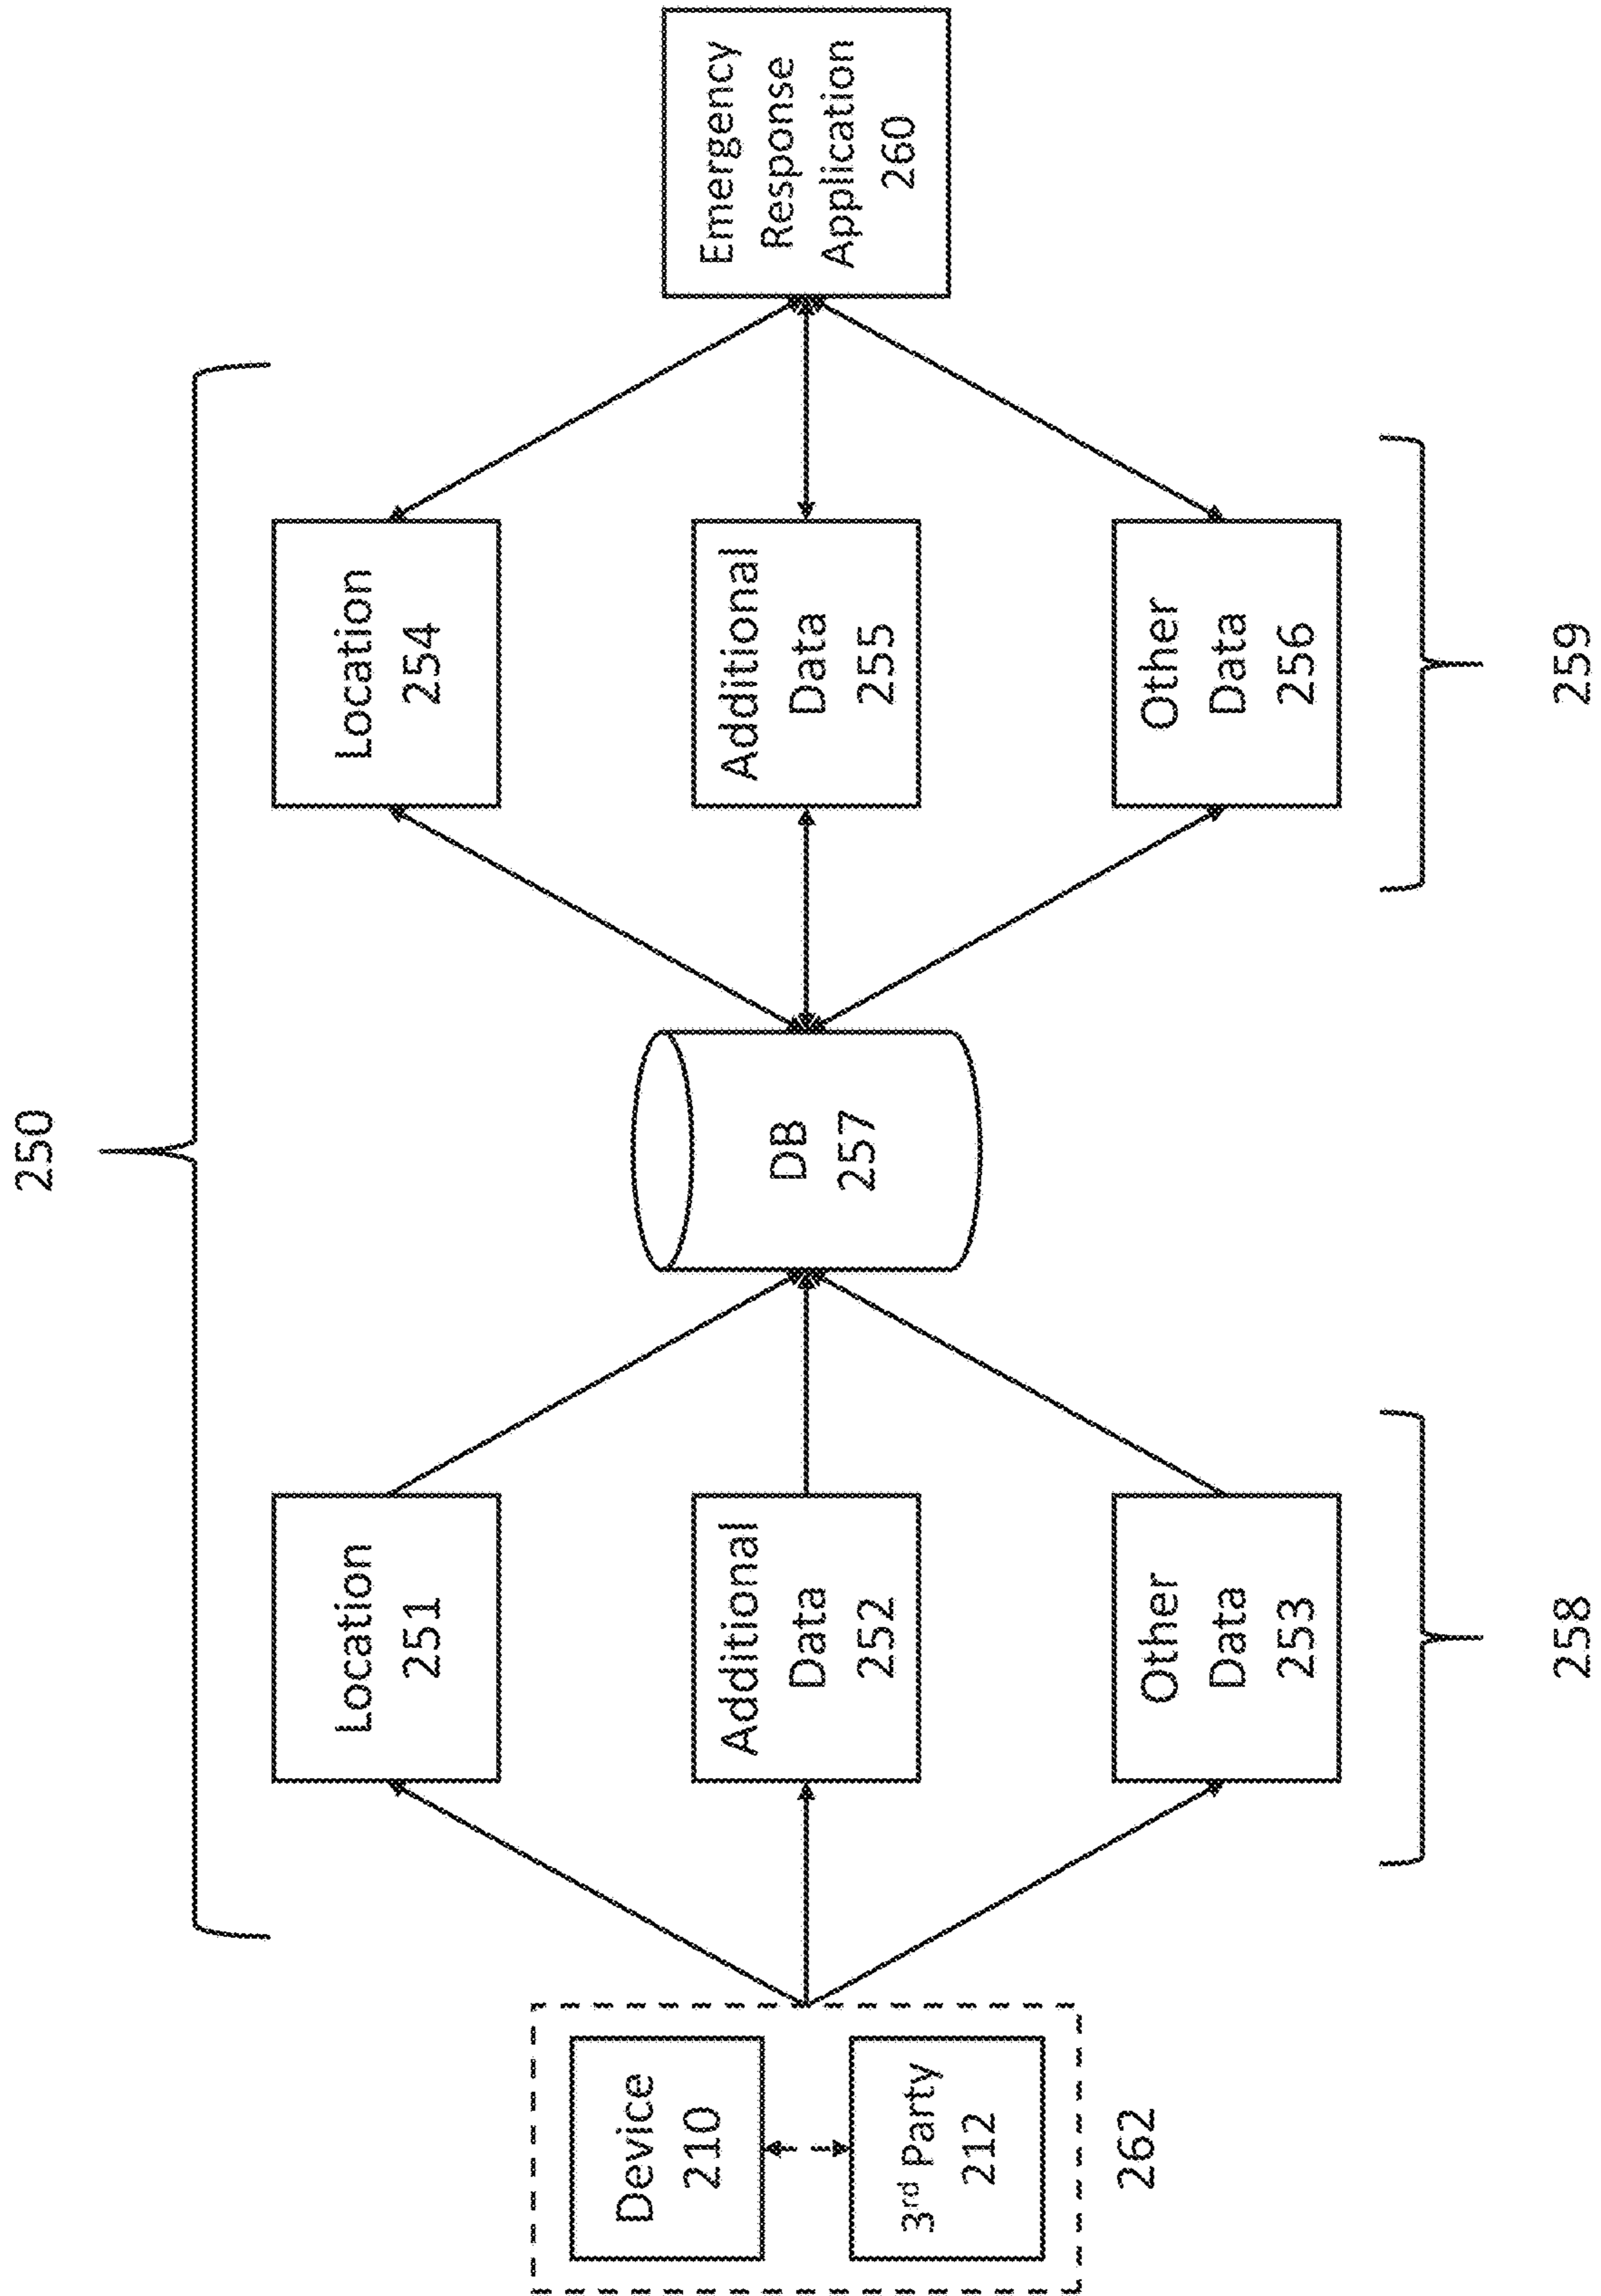 250
Device
210
3rd Party
212
262
Location
251
Additional
Data
252
Other
Data
253
258
DB
257
Location
254
Additional
Data
255
Other
Data
256
259
Emergency
Response
Application
260